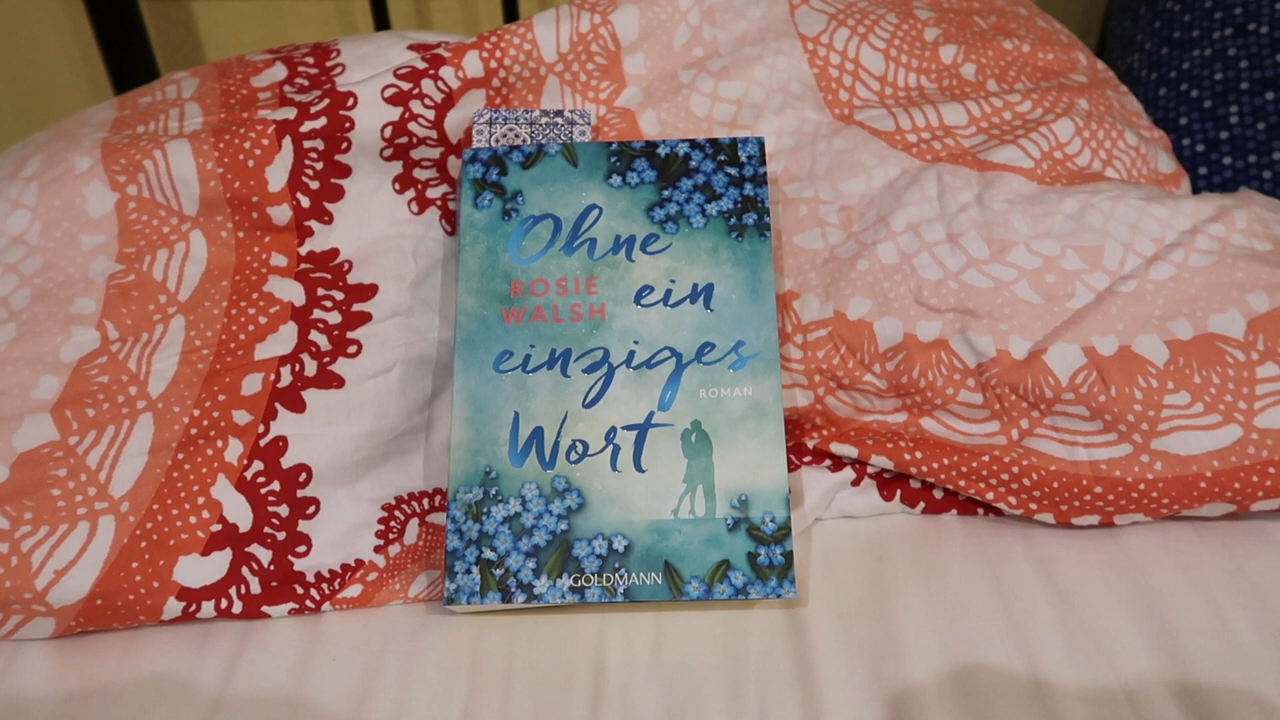 Ohne
ROSIE
WALSH
ein
einziges
ROMAN
Wort
GOLDMANN